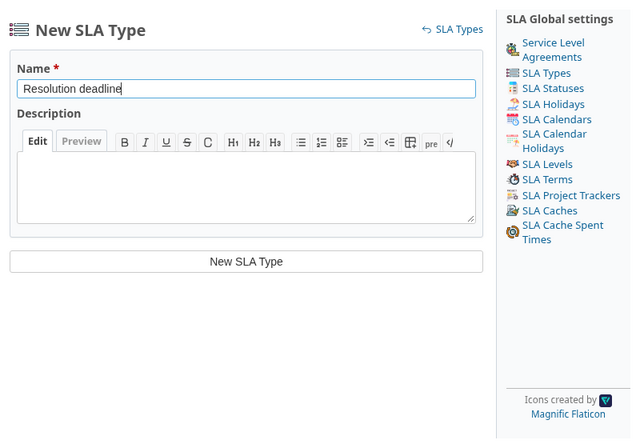 New SLA Type
SLA Types
Name *
Resolution deadline
Description
Edit Preview B I U S C H1 H2 H3 pre
New SLA Type
SLA Global settings
Service Level
Agreements
SLA Types
SLA Statuses
SLA Holidays
SLA Calendars
SLA Calendar
Holidays
SLA Levels
SLA Terms
SLA Project Trackers
SLA Caches
SLA Cache Spent
Times
Icons created by
Magnific Flaticon